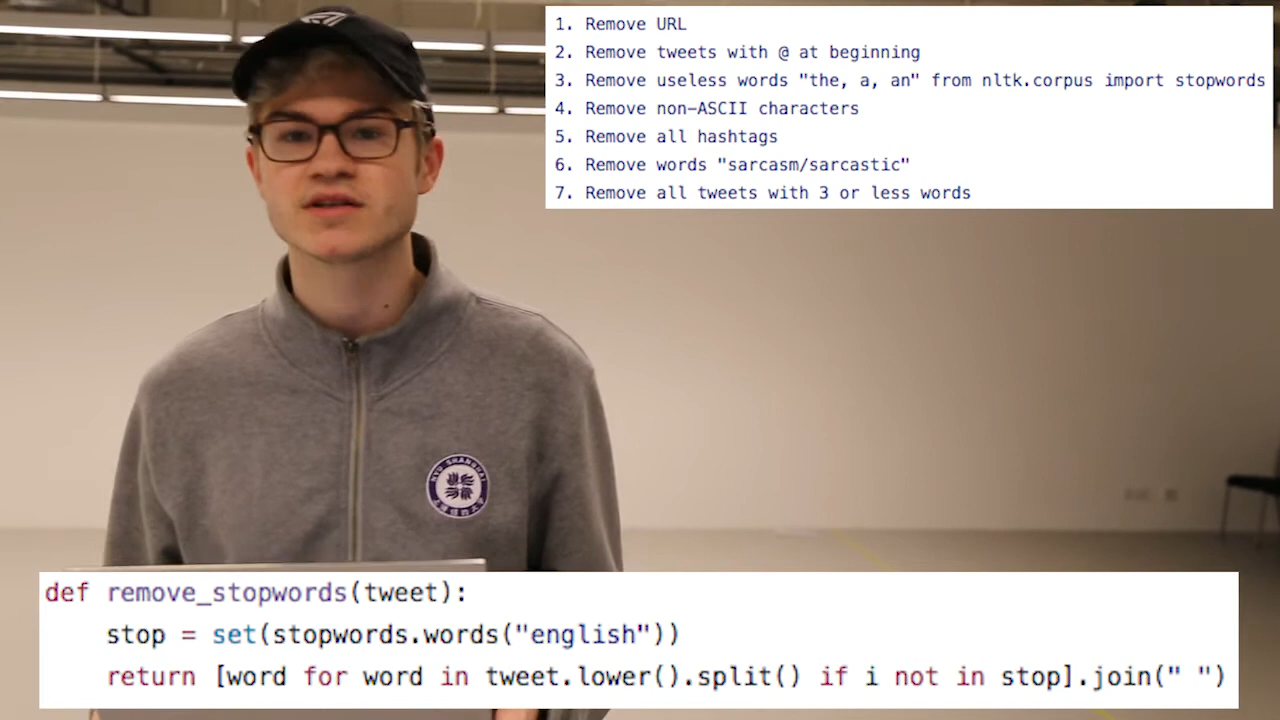 1. Remove URL
2. Remove tweets with @ at beginning
3. Remove useless words "the, a, an" from nltk.corpus import stopwords
4. Remove non-ASCII characters
5. Remove all hashtags
6. Remove words "sarcasm/sarcastic"
7. Remove all tweets with 3 or less words
NYU SHANGHAI
def remove_stopwords(tweet):
    stop = set(stopwords.words("english"))
    return [word for word in tweet.lower().split() if i not in stop].join(" ")